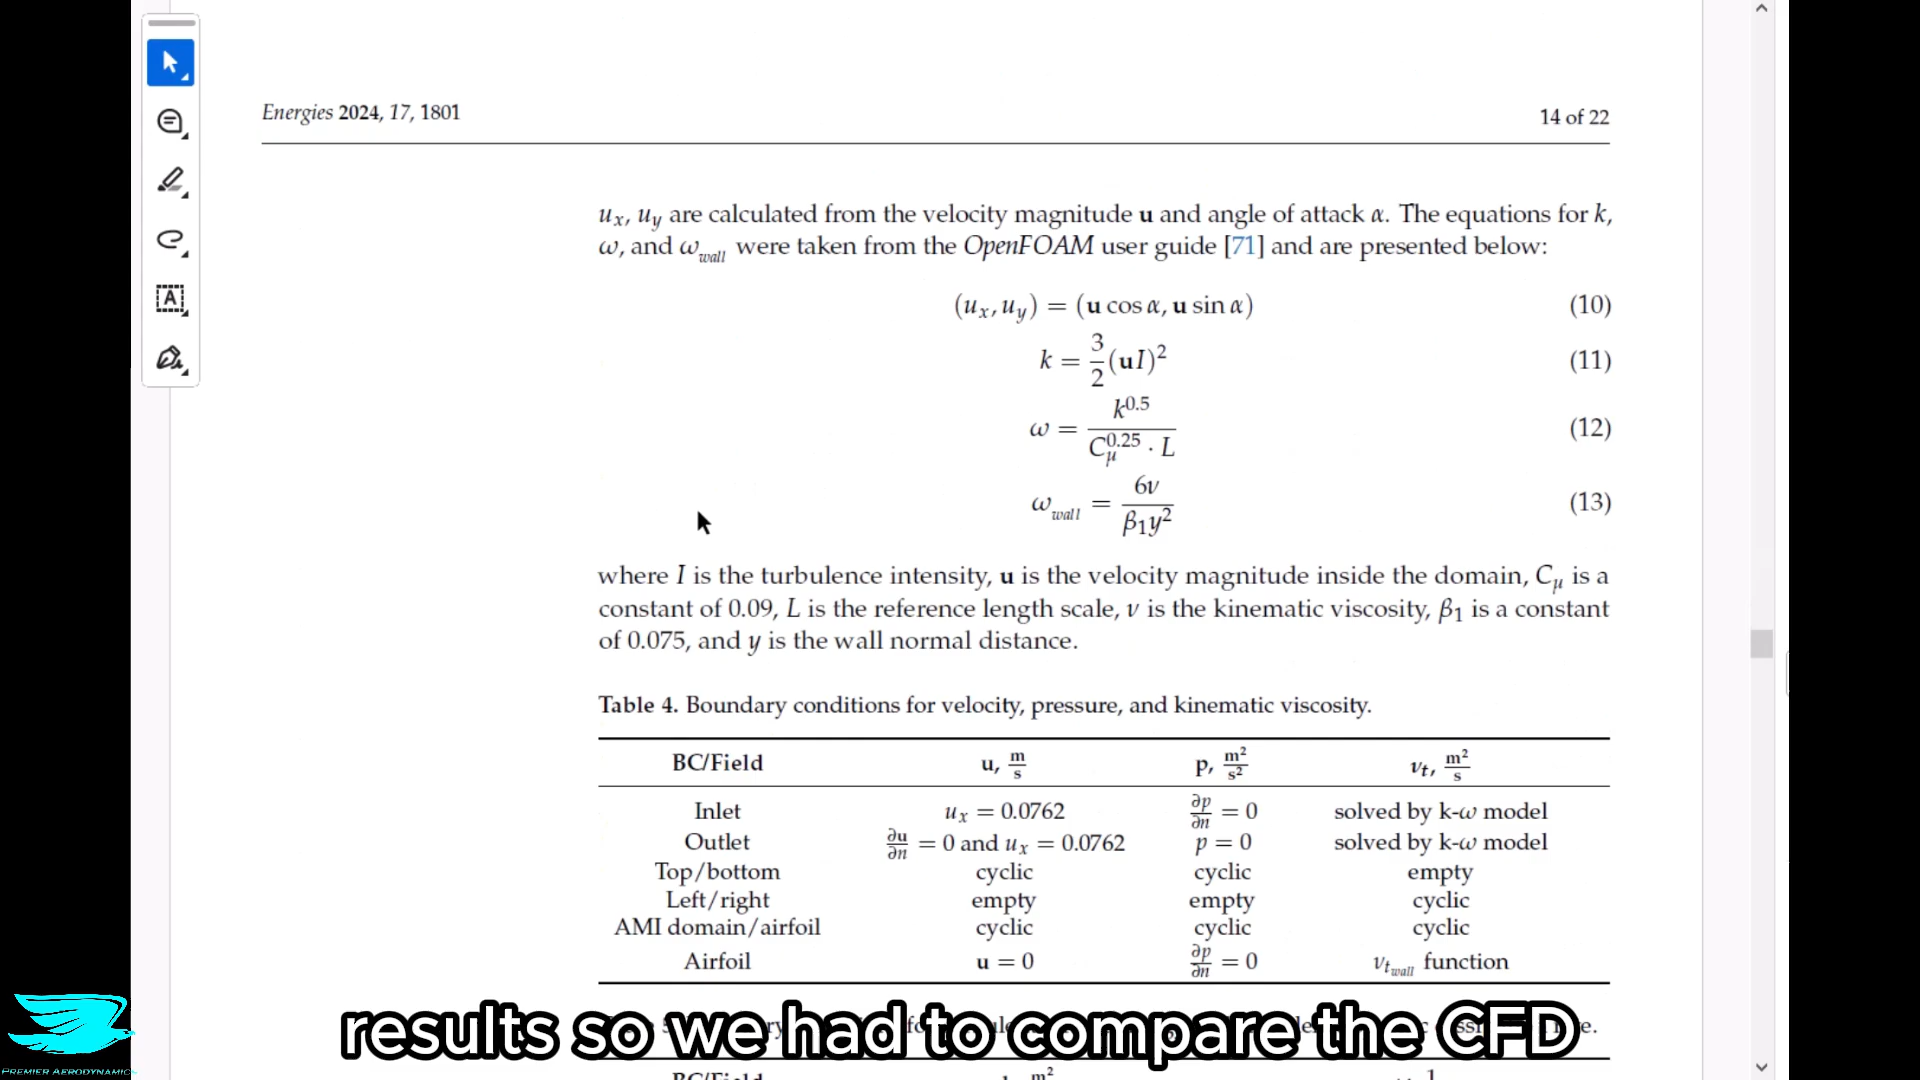 Energies 2024, 17, 1801
14 of 22
u_x, u_y are calculated from the velocity magnitude u and angle of attack α. The equations for k,
ω, and ω_wall were taken from the OpenFOAM user guide [71] and are presented below:
(u_x, u_y) = (u cos α, u sin α) (10)
k = 3/2 (uI)^2 (11)
ω = k^0.5 / (C_μ^0.25 · L) (12)
ω_wall = 6ν / (β_1 y^2) (13)
where I is the turbulence intensity, u is the velocity magnitude inside the domain, C_μ is a
constant of 0.09, L is the reference length scale, ν is the kinematic viscosity, β_1 is a constant
of 0.075, and y is the wall normal distance.
Table 4. Boundary conditions for velocity, pressure, and kinematic viscosity.
BC/Field u, m/s p, m^2/s^2 ν_t, m^2/s
Inlet u_x = 0.0762 ∂p/∂n = 0 solved by k-ω model
Outlet ∂u/∂n = 0 and u_x = 0.0762 p = 0 solved by k-ω model
Top/bottom cyclic cyclic empty
Left/right empty empty cyclic
AMI domain/airfoil cyclic cyclic cyclic
Airfoil u = 0 ∂p/∂n = 0 ν_t_wall function
results so we had to compare the CFD
BC/Field m^2
PREMIER AERODYNAMICS